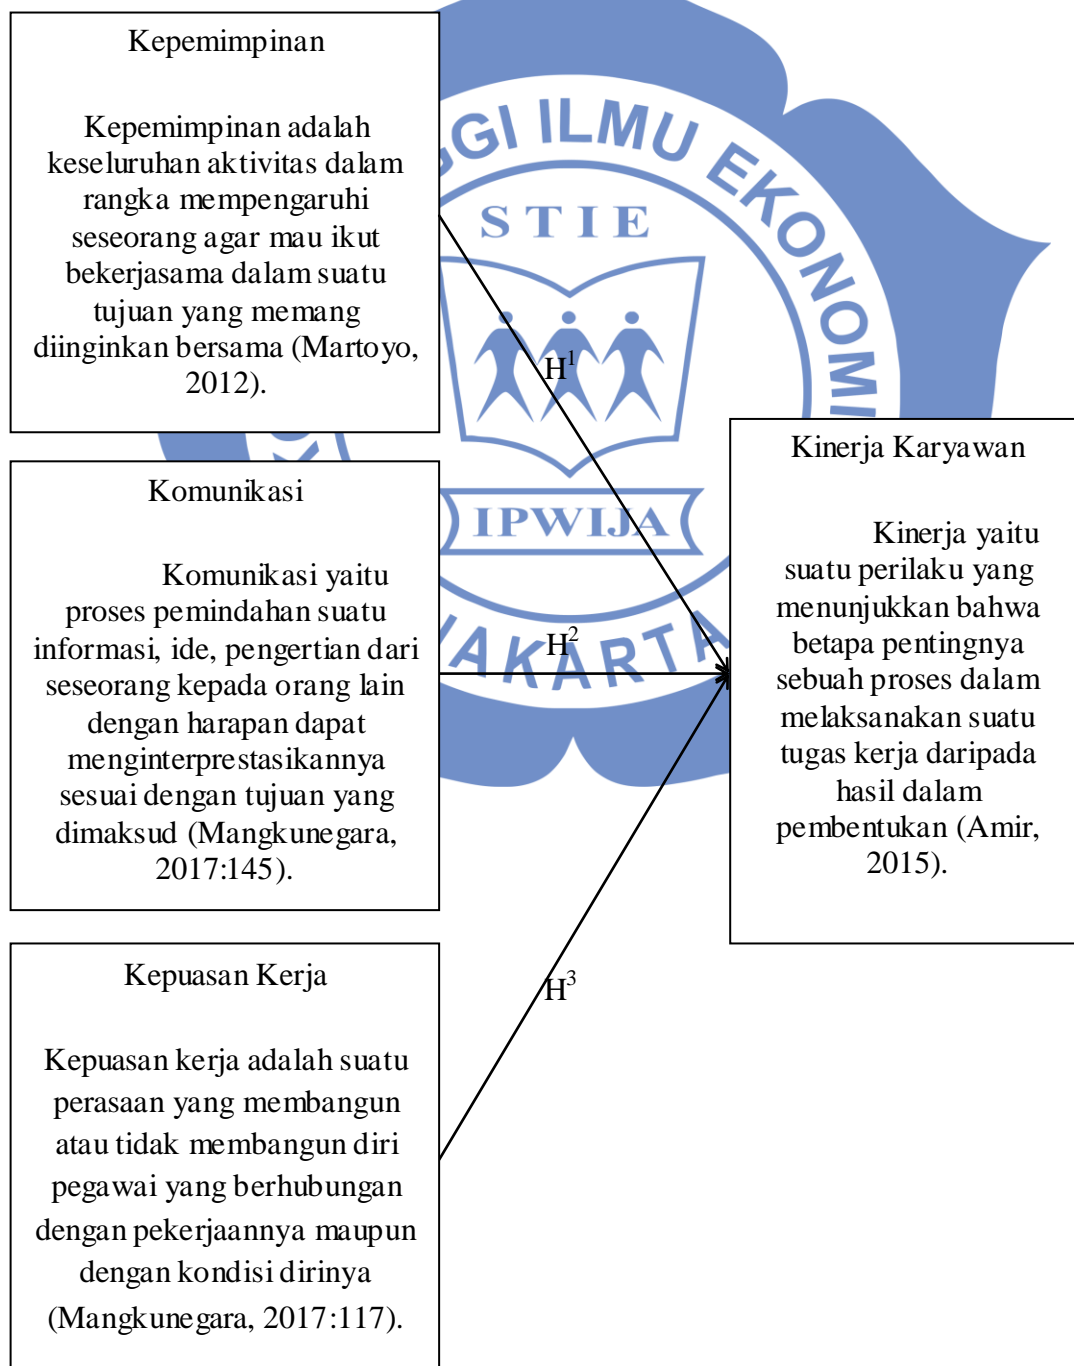 Kepemimpinan
Kepemimpinan adalah
keseluruhan aktivitas dalam
rangka mempengaruhi
seseorang agar mau ikut
bekerjasama dalam suatu
tujuan yang memang
diinginkan bersama (Martoyo,
2012).
Komunikasi
Komunikasi yaitu
proses pemindahan suatu
informasi, ide, pengertian dari
seseorang kepada orang lain
dengan harapan dapat
menginterprestasikannya
sesuai dengan tujuan yang
dimaksud (Mangkunegara,
2017:145).
Kepuasan Kerja
Kepuasan kerja adalah suatu
perasaan yang membangun
atau tidak membangun diri
pegawai yang berhubungan
dengan pekerjaannya maupun
dengan kondisi dirinya
(Mangkunegara, 2017:117).
H¹
H²
H³
Kinerja Karyawan
Kinerja yaitu
suatu perilaku yang
menunjukkan bahwa
betapa pentingnya
sebuah proses dalam
melaksanakan suatu
tugas kerja daripada
hasil dalam
pembentukan (Amir,
2015).
GGI ILMU EKONOMI
STIE
IPWIJA
JAKARTA